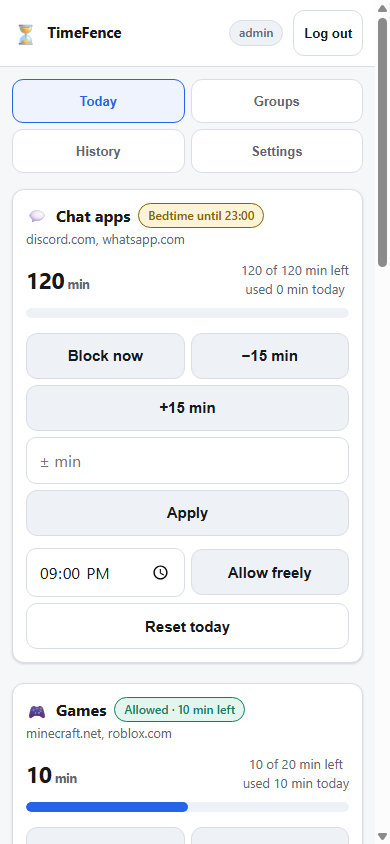 TimeFence
admin
Log out
Today
Groups
History
Settings
Chat apps
Bedtime until 23:00
discord.com, whatsapp.com
120 min
120 of 120 min left
used 0 min today
Block now
−15 min
+15 min
± min
Apply
09:00 PM
Allow freely
Reset today
Games
Allowed · 10 min left
minecraft.net, roblox.com
10 min
10 of 20 min left
used 10 min today